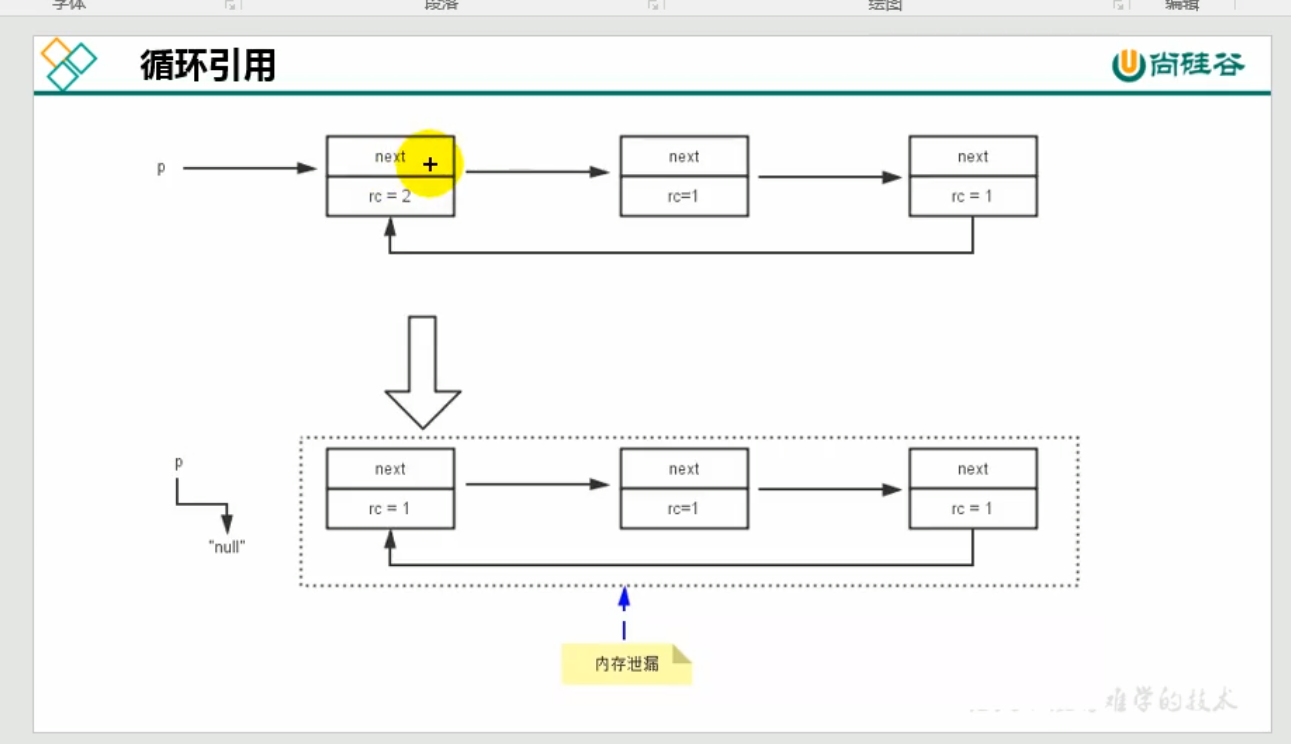 字体 段落 绘图 编辑
循环引用
尚硅谷
p
next next next
rc = 2 rc=1 rc = 1
p
next next next
rc = 1 rc=1 rc = 1
"null"
内存泄漏
难学的技术